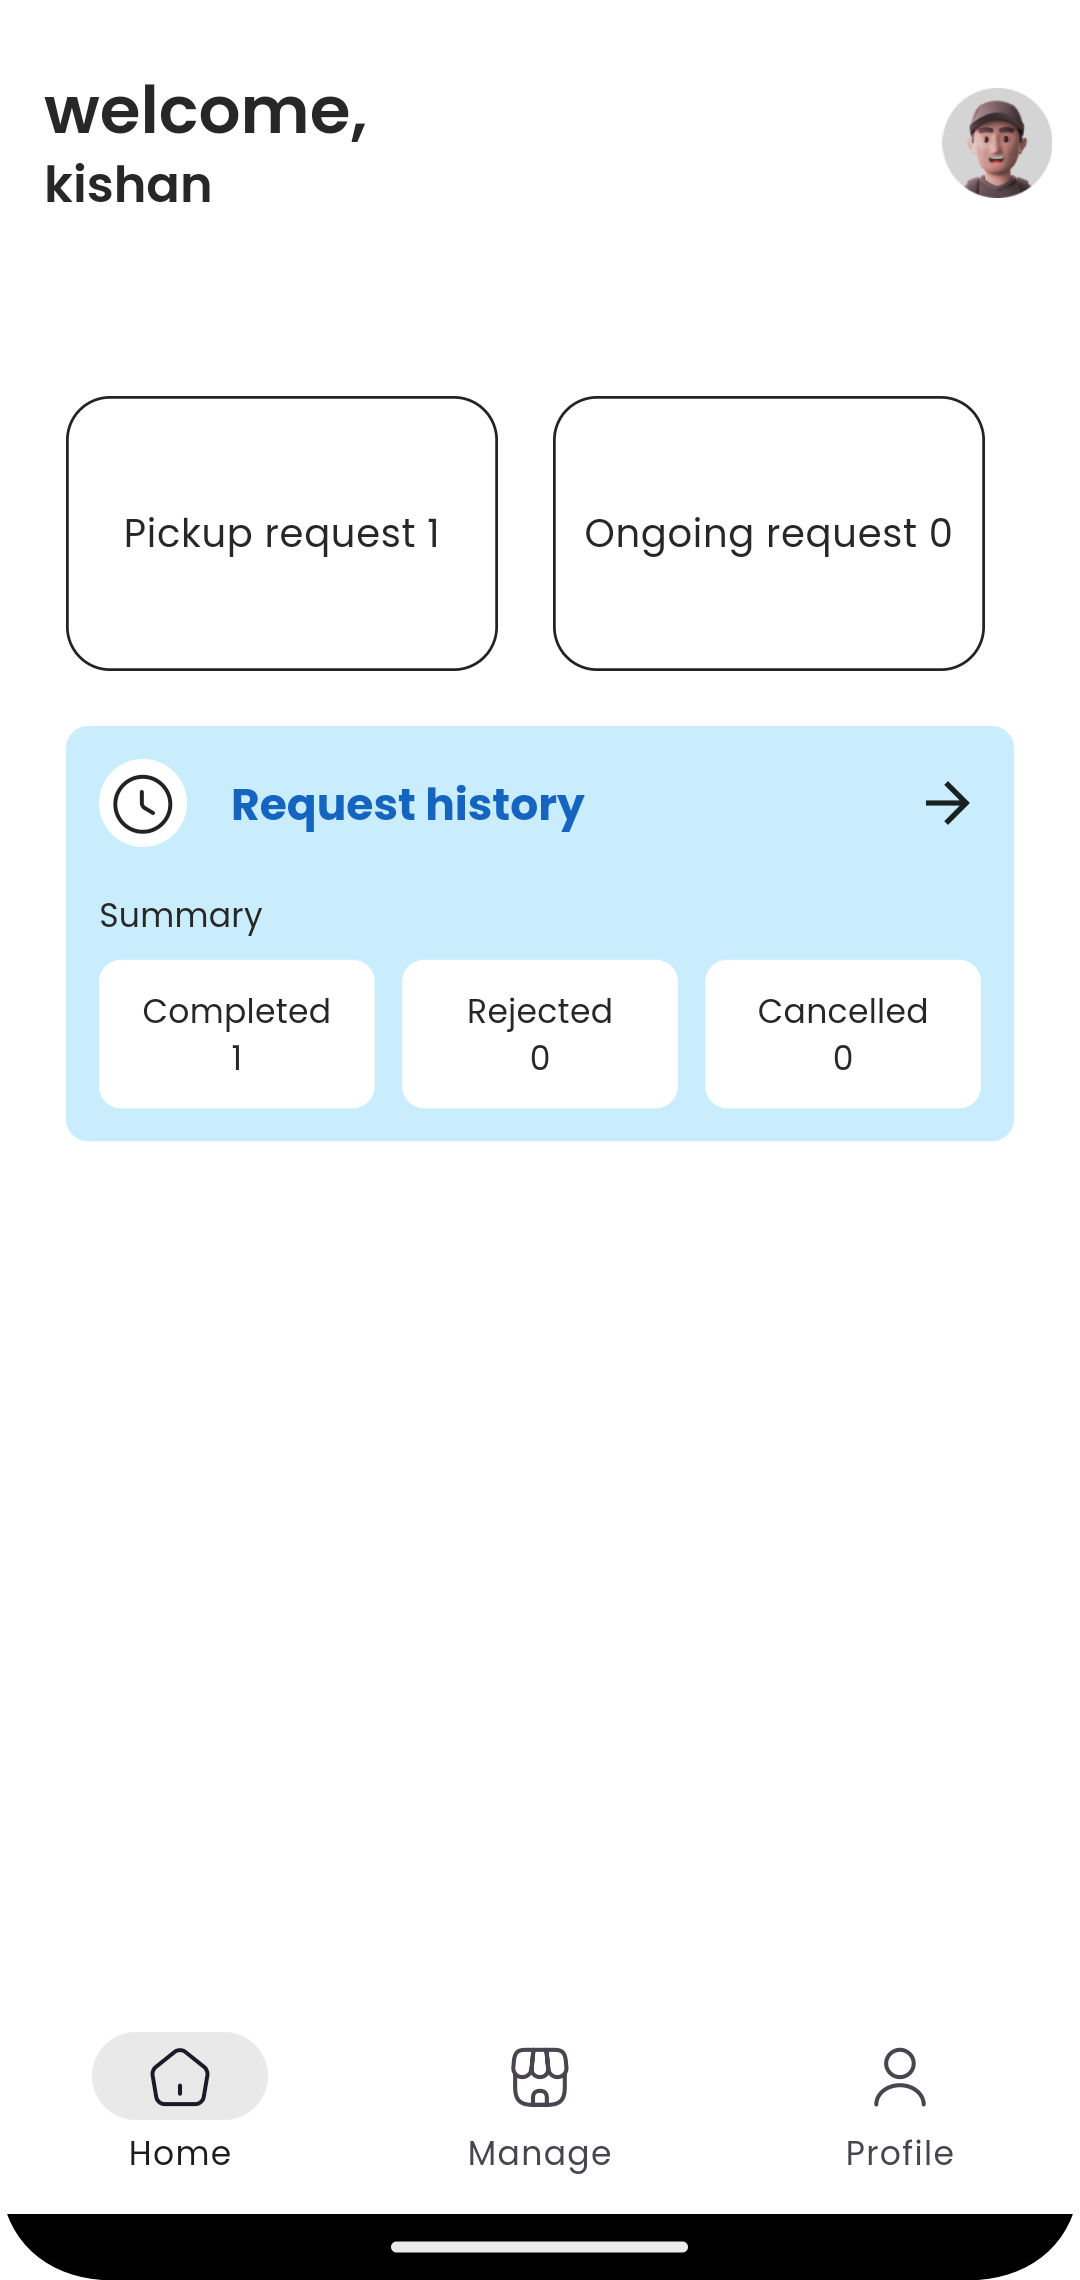 welcome,
kishan
Pickup request 1
Ongoing request 0
Request history
Summary
Completed
1
Rejected
0
Cancelled
0
Home
Manage
Profile